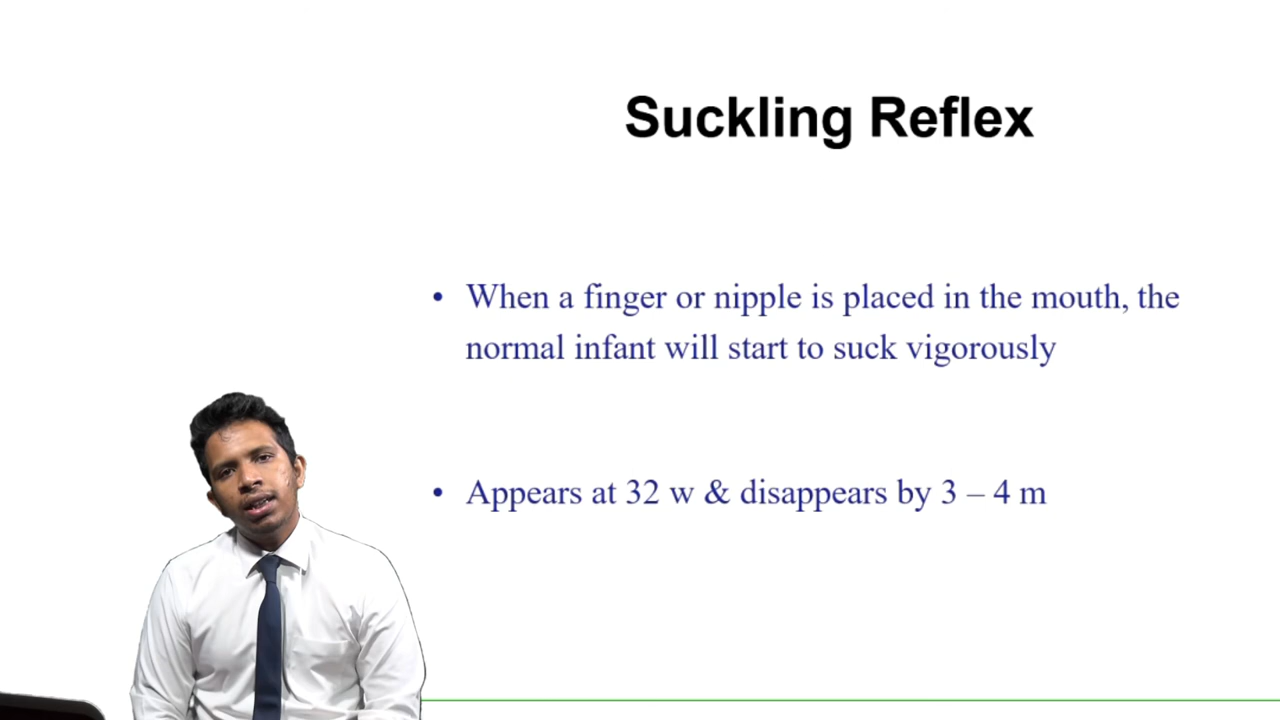 Suckling Reflex
• When a finger or nipple is placed in the mouth, the
normal infant will start to suck vigorously
• Appears at 32 w & disappears by 3 – 4 m